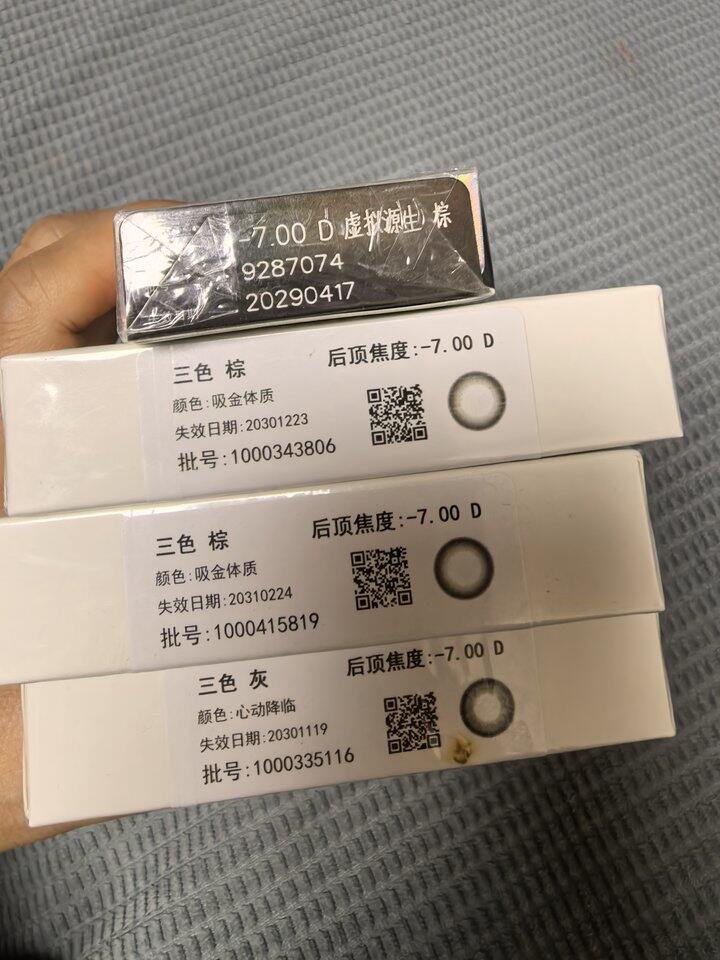 -7.00 D 虚拟源生 棕
9287074
20290417
三色 棕 后顶焦度:-7.00 D
颜色:吸金体质
失效日期:20301223
批号:1000343806
三色 棕 后顶焦度:-7.00 D
颜色:吸金体质
失效日期:20310224
批号:1000415819
三色 灰 后顶焦度:-7.00 D
颜色:心动降临
失效日期:20301119
批号:1000335116